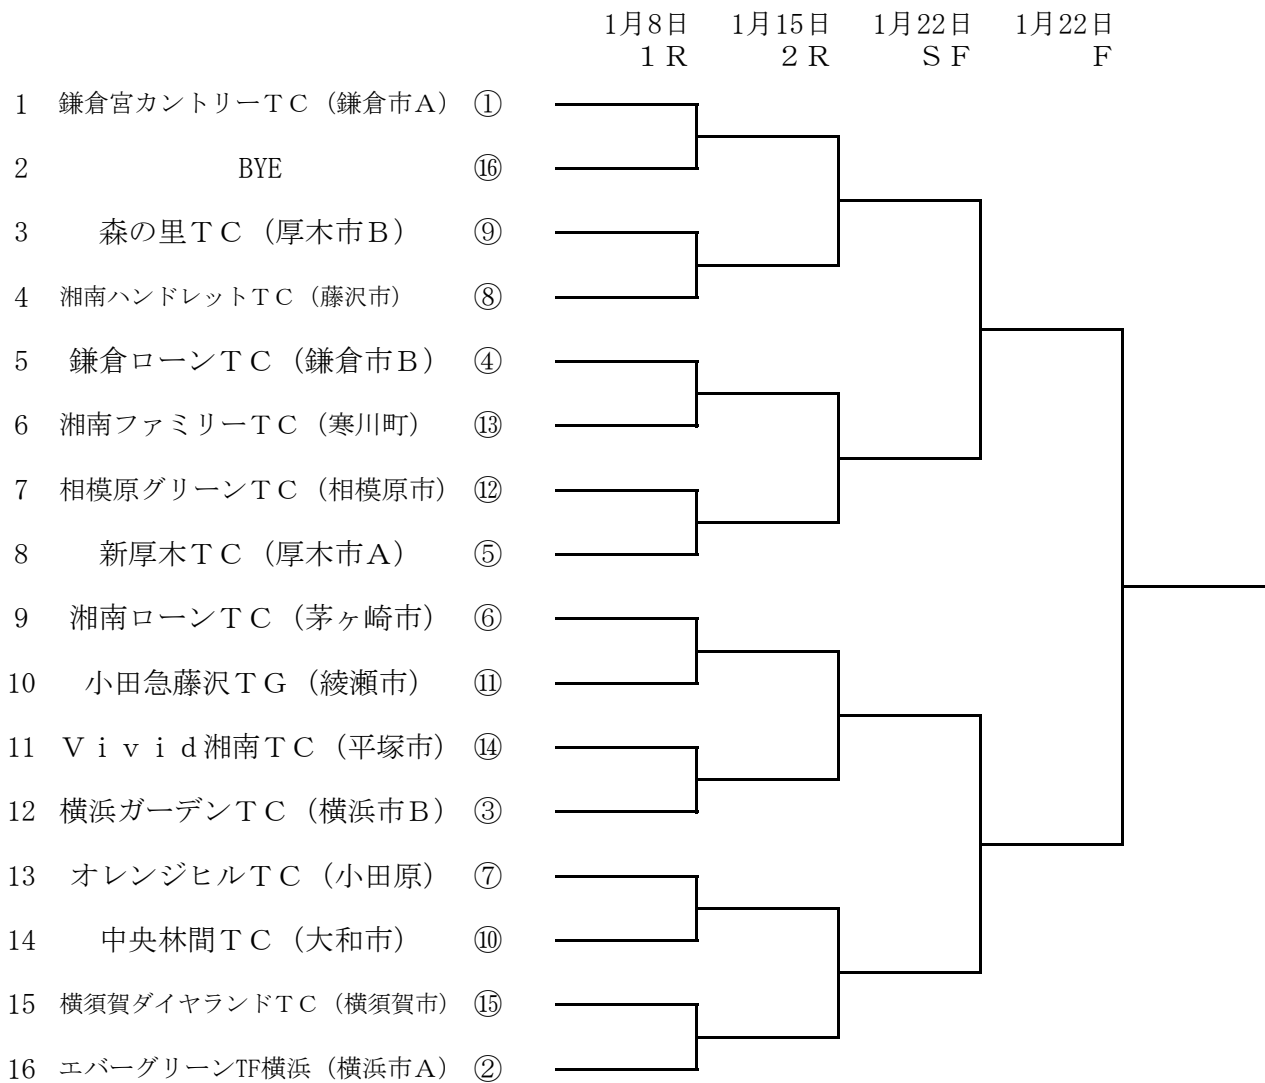 1月8日 1月15日 1月22日 1月22日
１Ｒ ２Ｒ ＳＦ Ｆ
1 鎌倉宮カントリーＴＣ（鎌倉市Ａ） ①
2 BYE ⑯
3 森の里ＴＣ（厚木市Ｂ） ⑨
4 湘南ハンドレットＴＣ（藤沢市） ⑧
5 鎌倉ローンＴＣ（鎌倉市Ｂ） ④
6 湘南ファミリーＴＣ（寒川町） ⑬
7 相模原グリーンＴＣ（相模原市） ⑫
8 新厚木ＴＣ（厚木市Ａ） ⑤
9 湘南ローンＴＣ（茅ヶ崎市） ⑥
10 小田急藤沢ＴＧ（綾瀬市） ⑪
11 Ｖｉｖｉｄ湘南ＴＣ（平塚市） ⑭
12 横浜ガーデンＴＣ（横浜市Ｂ） ③
13 オレンジヒルＴＣ（小田原） ⑦
14 中央林間ＴＣ（大和市） ⑩
15 横須賀ダイヤランドＴＣ（横須賀市） ⑮
16 エバーグリーンTF横浜（横浜市Ａ） ②